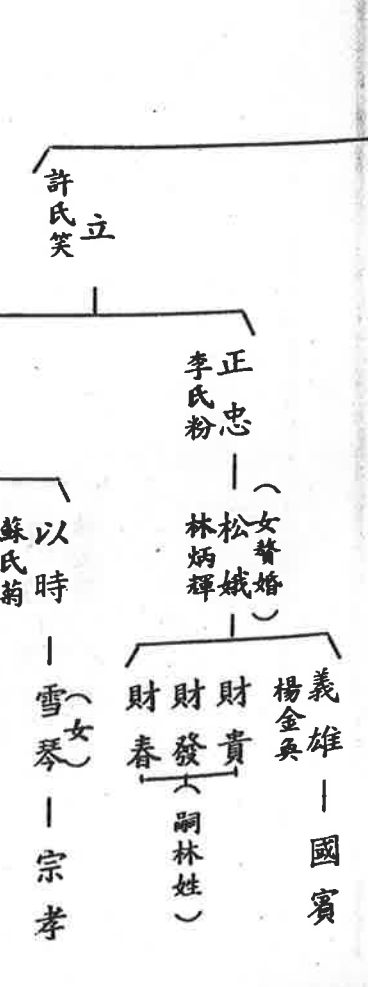 立
許氏笑
正忠
李氏粉
（女贅婚）
松娥
林炳輝
義雄
楊金
國賓
財貴
財發
財春
（嗣林姓）
以時
蘇氏菊
（女）
雪琴
宗孝